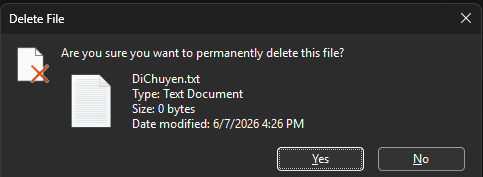 Delete File
Are you sure you want to permanently delete this file?
DiChuyen.txt
Type: Text Document
Size: 0 bytes
Date modified: 6/7/2026 4:26 PM
Yes
No